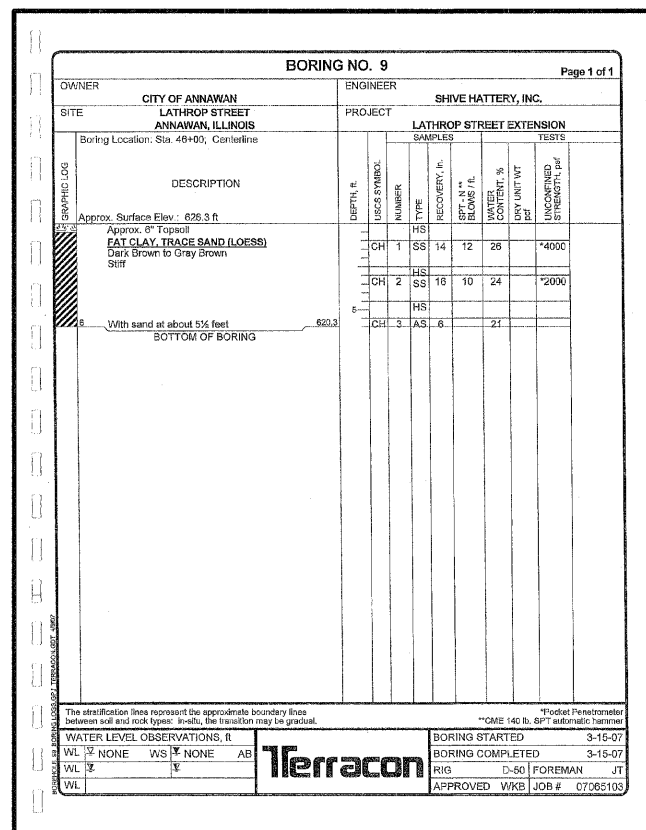 BORING NO. 9
Page 1 of 1
OWNER
CITY OF ANNAWAN
ENGINEER
SHIVE HATTERY, INC.
SITE
LATHROP STREET
ANNAWAN, ILLINOIS
PROJECT
LATHROP STREET EXTENSION
Boring Location: Sta. 46+00; Centerline
SAMPLES
TESTS
GRAPHIC LOG
DESCRIPTION
DEPTH, ft.
USCS SYMBOL
NUMBER
TYPE
RECOVERY, in.
SPT - N **
BLOWS / ft.
WATER
CONTENT, %
DRY UNIT WT
pcf
UNCONFINED
STRENGTH, psf
Approx. Surface Elev.: 626.3 ft
Approx. 6" Topsoil
HS
FAT CLAY, TRACE SAND (LOESS)
CH 1 SS 14 12 26 *4000
Dark Brown to Gray Brown
Stiff
HS
CH 2 SS 16 10 24 *2000
5
HS
6 With sand at about 5½ feet 620.3
CH 3 AS 6 21
BOTTOM OF BORING
The stratification lines represent the approximate boundary lines
between soil and rock types: in-situ, the transition may be gradual.
*Pocket Penetrometer
**CME 140 lb. SPT automatic hammer
WATER LEVEL OBSERVATIONS, ft
WL NONE WS NONE AB
WL
WL
Terracon
BORING STARTED 3-15-07
BORING COMPLETED 3-15-07
RIG D-50 FOREMAN JT
APPROVED WKB JOB # 07065103